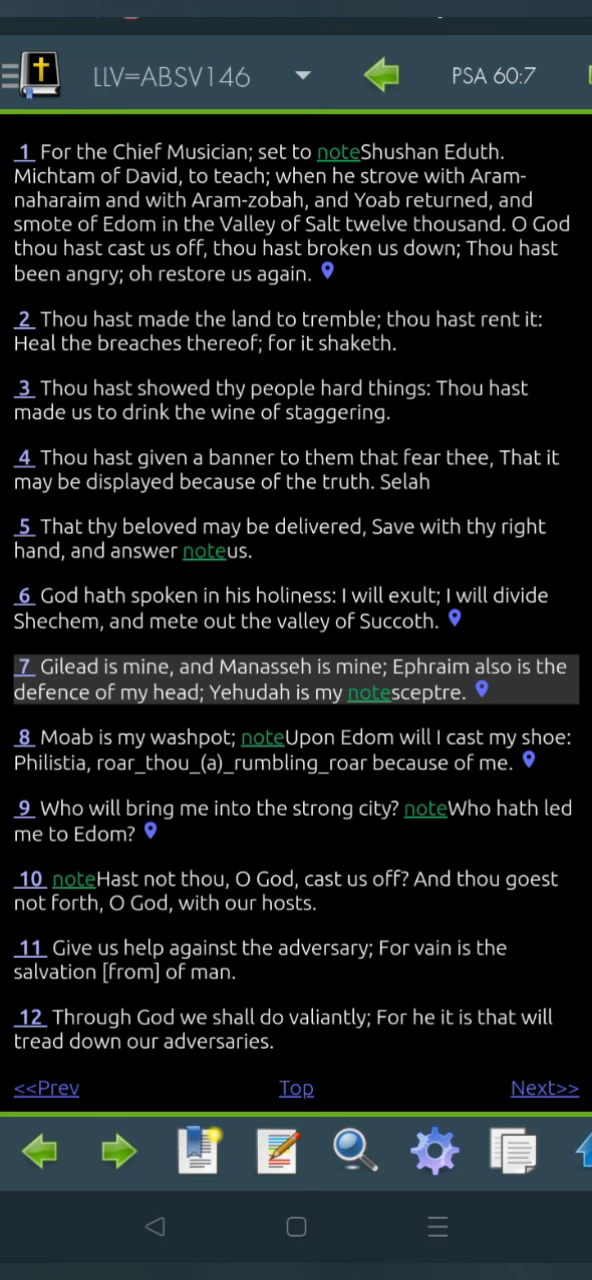 LLV=ABSV146
PSA 60:7
1 For the Chief Musician; set to noteShushan Eduth.
Michtam of David, to teach; when he strove with Aram-
naharaim and with Aram-zobah, and Yoab returned, and
smote of Edom in the Valley of Salt twelve thousand. O God
thou hast cast us off, thou hast broken us down; Thou hast
been angry; oh restore us again.
2 Thou hast made the land to tremble; thou hast rent it:
Heal the breaches thereof; for it shaketh.
3 Thou hast showed thy people hard things: Thou hast
made us to drink the wine of staggering.
4 Thou hast given a banner to them that fear thee, That it
may be displayed because of the truth. Selah
5 That thy beloved may be delivered, Save with thy right
hand, and answer noteus.
6 God hath spoken in his holiness: I will exult; I will divide
Shechem, and mete out the valley of Succoth.
7 Gilead is mine, and Manasseh is mine; Ephraim also is the
defence of my head; Yehudah is my notesceptre.
8 Moab is my washpot; noteUpon Edom will I cast my shoe:
Philistia, roar_thou_(a)_rumbling_roar because of me.
9 Who will bring me into the strong city? noteWho hath led
me to Edom?
10 noteHast not thou, O God, cast us off? And thou goest
not forth, O God, with our hosts.
11 Give us help against the adversary; For vain is the
salvation [from] of man.
12 Through God we shall do valiantly; For he it is that will
tread down our adversaries.
<<Prev Top Next>>